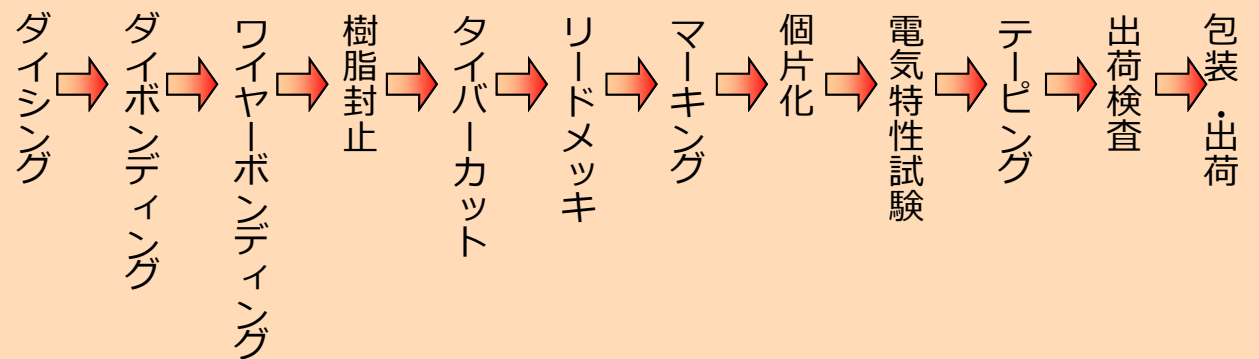 ダイシング
ダイボンディング
ワイヤーボンディング
樹脂封止
タイバーカット
リードメッキ
マーキング
個片化
電気特性試験
テーピング
出荷検査
包装・出荷